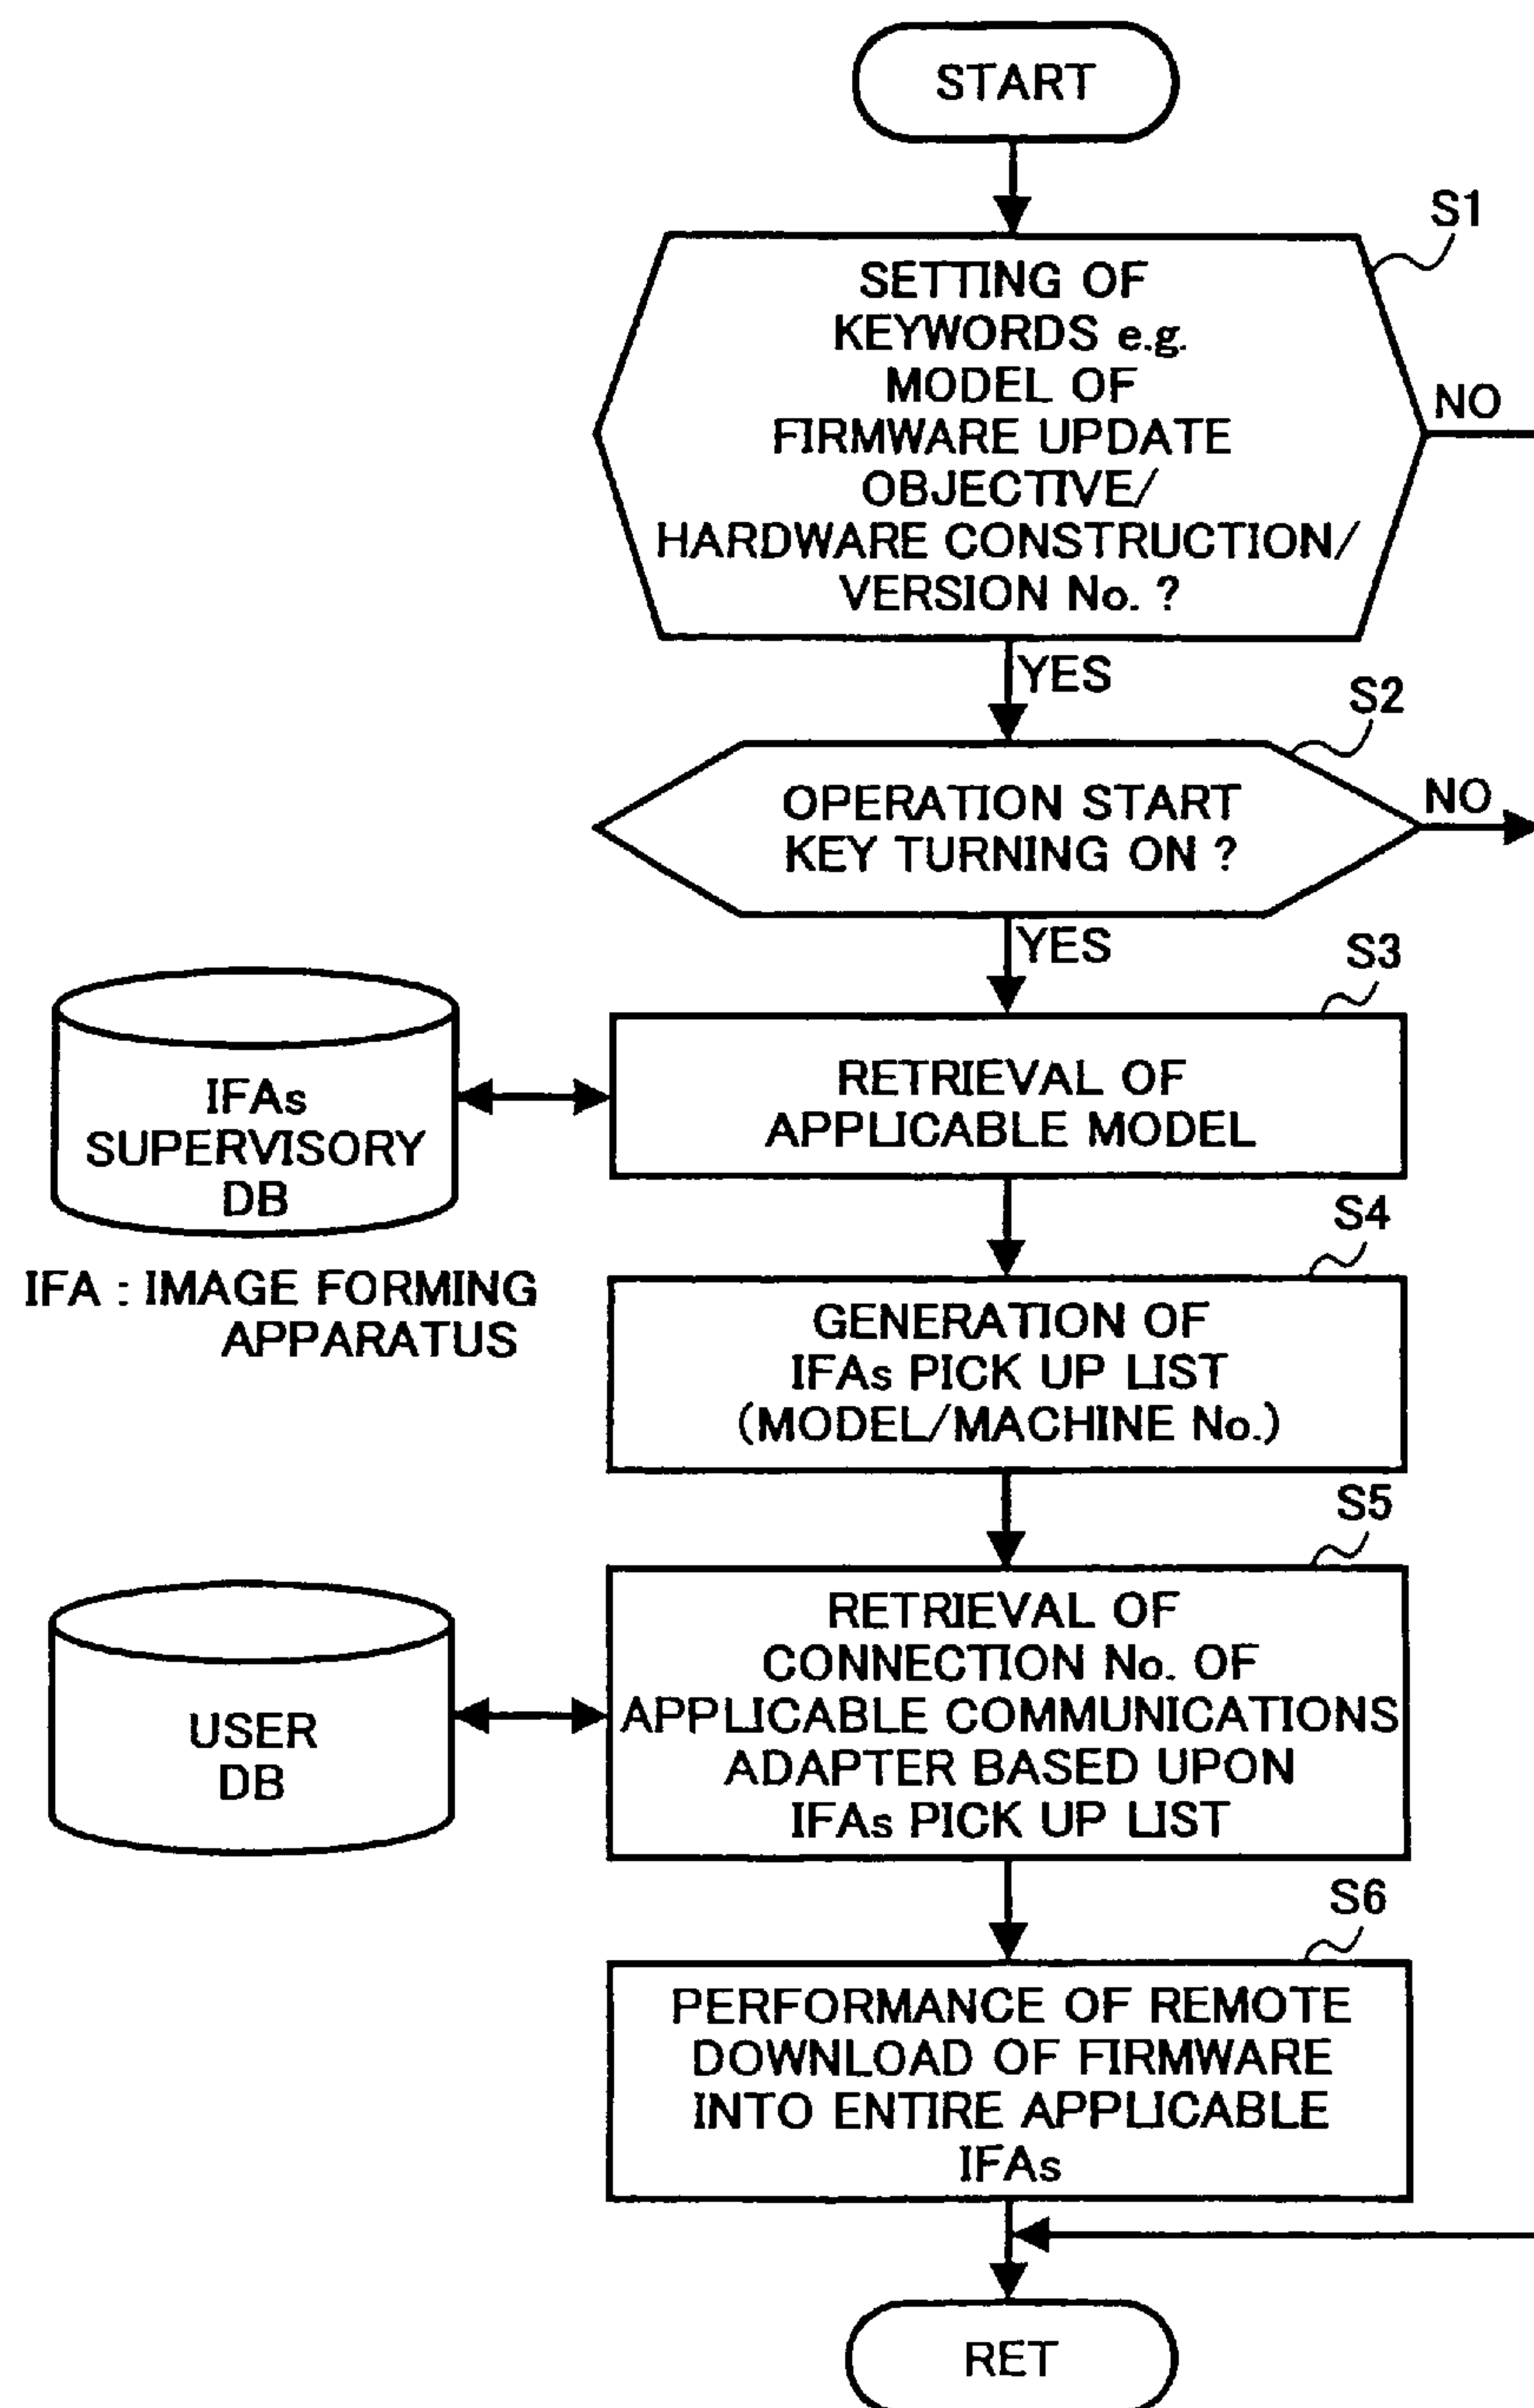 START
S1
SETTING OF
KEYWORDS e.g.
MODEL OF
FIRMWARE UPDATE
OBJECTIVE/
HARDWARE CONSTRUCTION/
VERSION No. ?
NO
YES
S2
OPERATION START
KEY TURNING ON ?
NO
YES
S3
RETRIEVAL OF
APPLICABLE MODEL
IFAs
SUPERVISORY
DB
IFA : IMAGE FORMING
APPARATUS
S4
GENERATION OF
IFAs PICK UP LIST
(MODEL/MACHINE No.)
S5
RETRIEVAL OF
CONNECTION No. OF
APPLICABLE COMMUNICATIONS
ADAPTER BASED UPON
IFAs PICK UP LIST
USER
DB
S6
PERFORMANCE OF REMOTE
DOWNLOAD OF FIRMWARE
INTO ENTIRE APPLICABLE
IFAs
RET